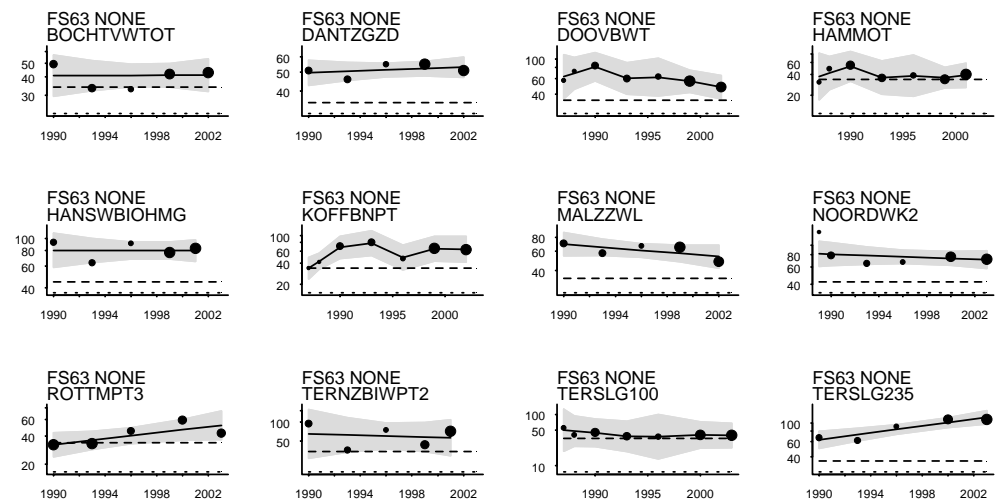 FS63 NONE
BOCHTVWTOT
50
40
30
1990 1994 1998 2002
FS63 NONE
DANTZGZD
60
50
40
1990 1994 1998 2002
FS63 NONE
DOOVBWT
100
60
40
1990 1995 2000
FS63 NONE
HAMMOT
60
40
20
1990 1995 2000
FS63 NONE
HANSWBIOHMG
100
80
60
40
1990 1994 1998 2002
FS63 NONE
KOFFBNPT
100
60
40
20
1990 1995 2000
FS63 NONE
MALZZWL
80
60
40
1990 1994 1998 2002
FS63 NONE
NOORDWK2
80
60
40
1990 1994 1998 2002
FS63 NONE
ROTTMPT3
60
40
20
1990 1994 1998 2002
FS63 NONE
TERNZBIWPT2
100
50
1990 1994 1998 2002
FS63 NONE
TERSLG100
100
50
10
1990 1995 2000
FS63 NONE
TERSLG235
100
60
40
1990 1994 1998 2002